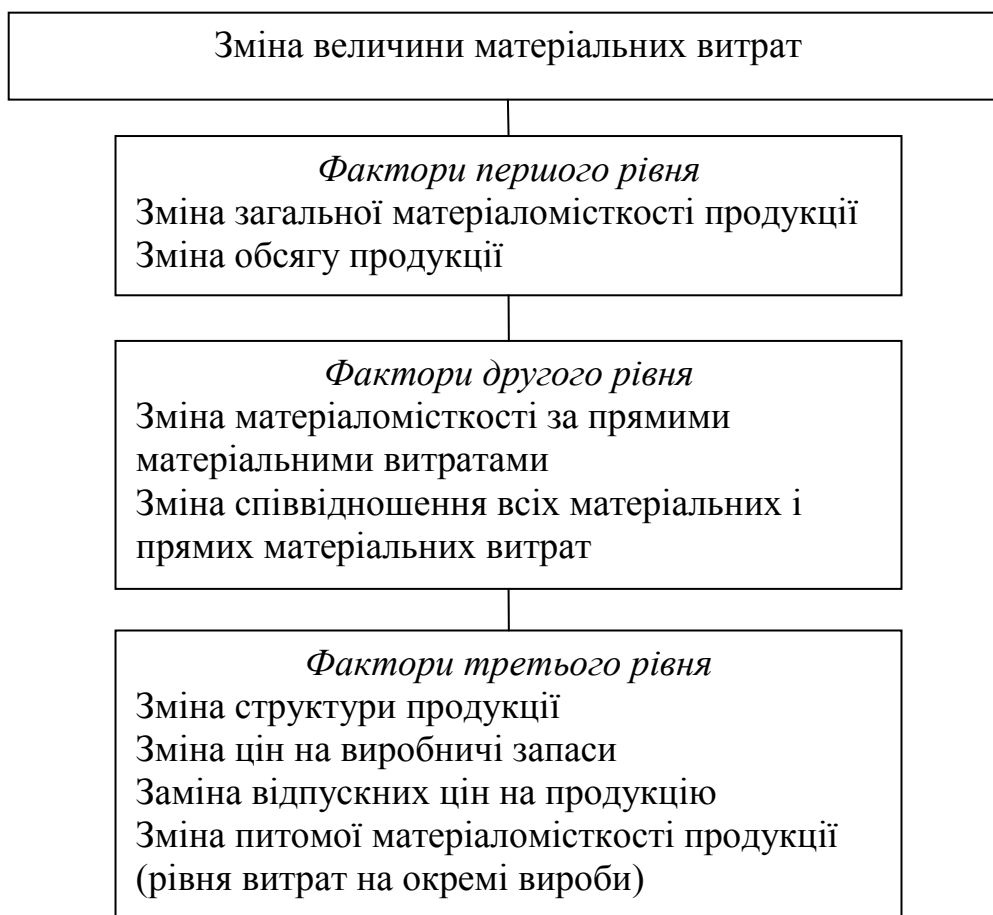 Зміна величини матеріальних витрат
Фактори першого рівня
Зміна загальної матеріаломісткості продукції
Зміна обсягу продукції
Фактори другого рівня
Зміна матеріаломісткості за прямими
матеріальними витратами
Зміна співвідношення всіх матеріальних і
прямих матеріальних витрат
Фактори третього рівня
Зміна структури продукції
Зміна цін на виробничі запаси
Заміна відпускних цін на продукцію
Зміна питомої матеріаломісткості продукції
(рівня витрат на окремі вироби)